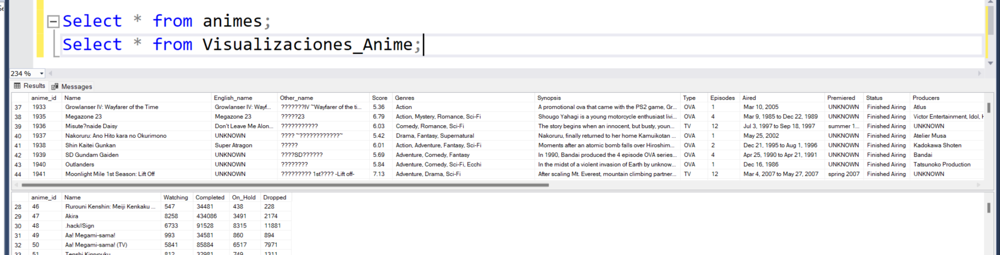 Select * from animes;
Select * from Visualizaciones_Anime;
234 %
Results Messages
anime_id Name English_name Other_name Score Genres Synopsis Type Episodes Aired Premiered Status Producers
37 1933 Growlanser IV: Wayfarer of the Time Growlanser IV: Wayf... ???????IV ~Wayfarer of the ti... 5.36 Action A promotional ova that came with the PS2 game, Gr... OVA 1 Mar 10, 2005 UNKNOWN Finished Airing Atlus
38 1935 Megazone 23 Megazone 23 ?????23 6.79 Action, Mystery, Romance, Sci-Fi Shougo Yahagi is a young motorcycle enthusiast livi... OVA 4 Mar 9, 1985 to Dec 22, 1989 UNKNOWN Finished Airing Victor Entertainment, Idol,
39 1936 Misute?naide Daisy Don't Leave Me Alon... ??????????? 6.03 Comedy, Romance, Sci-Fi The story begins when an innocent, but busty, youn... TV 12 Jul 3, 1997 to Sep 18, 1997 summer 1... Finished Airing UNKNOWN
40 1937 Nakoruru: Ano Hito kara no Okurimono UNKNOWN ???? ~????????????~ 5.42 Drama, Fantasy, Supernatural Nakoruru, finally returned to her home Kamuikotan ... OVA 1 May 25, 2002 UNKNOWN Finished Airing Atelier Musa
41 1938 Shin Kaitei Gunkan Super Atragon ????? 6.01 Action, Adventure, Fantasy, Sci-Fi Moments after an atomic bomb falls over Hiroshim... OVA 2 Dec 21, 1995 to Aug 1, 1996 UNKNOWN Finished Airing Kadokawa Shoten
42 1939 SD Gundam Gaiden UNKNOWN ????SD?????? 5.69 Adventure, Comedy, Fantasy In 1990, Bandai produced the 4 episode OVA series... OVA 4 Apr 25, 1990 to Apr 21, 1991 UNKNOWN Finished Airing Bandai
43 1940 Outlanders UNKNOWN ???????? 5.84 Adventure, Comedy, Sci-Fi, Ecchi In the midst of a violent invasion of Earth by unknow... OVA 1 Dec 16, 1986 UNKNOWN Finished Airing Tatsunoko Production
44 1941 Moonlight Mile 1st Season: Lift Off UNKNOWN ????????? 1st???? -Lift off- 7.13 Adventure, Drama, Sci-Fi After scaling Mt. Everest, mountain climbing partner... TV 12 Mar 4, 2007 to May 27, 2007 spring 2007 Finished Airing UNKNOWN
anime_id Name Watching Completed On_Hold Dropped
28 46 Rurouni Kenshin: Meiji Kenkaku ... 547 34481 438 228
29 47 Akira 8258 434086 3491 2174
30 48 .hack//Sign 6733 91528 8315 11881
31 49 Aa! Megami-sama! 993 34581 860 894
32 50 Aa! Megami-sama! (TV) 5841 85884 6517 7971
33 51 Tenshi Kinryouku 812 32981 749 1311